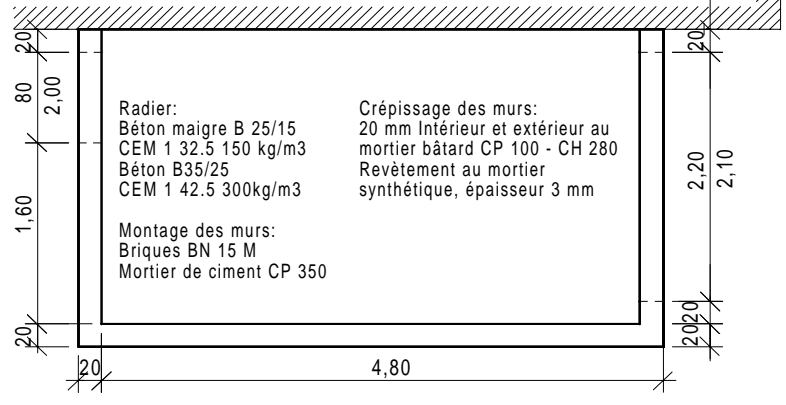 20
80
2,00
1,60
20
Radier:
Béton maigre B 25/15
CEM 1 32.5 150 kg/m3
Béton B35/25
CEM 1 42.5 300kg/m3
Montage des murs:
Briques BN 15 M
Mortier de ciment CP 350
Crépissage des murs:
20 mm Intérieur et extérieur au
mortier bâtard CP 100 - CH 280
Revètement au mortier
synthétique, épaisseur 3 mm
20
2,20
2,10
20
20
20
4,80